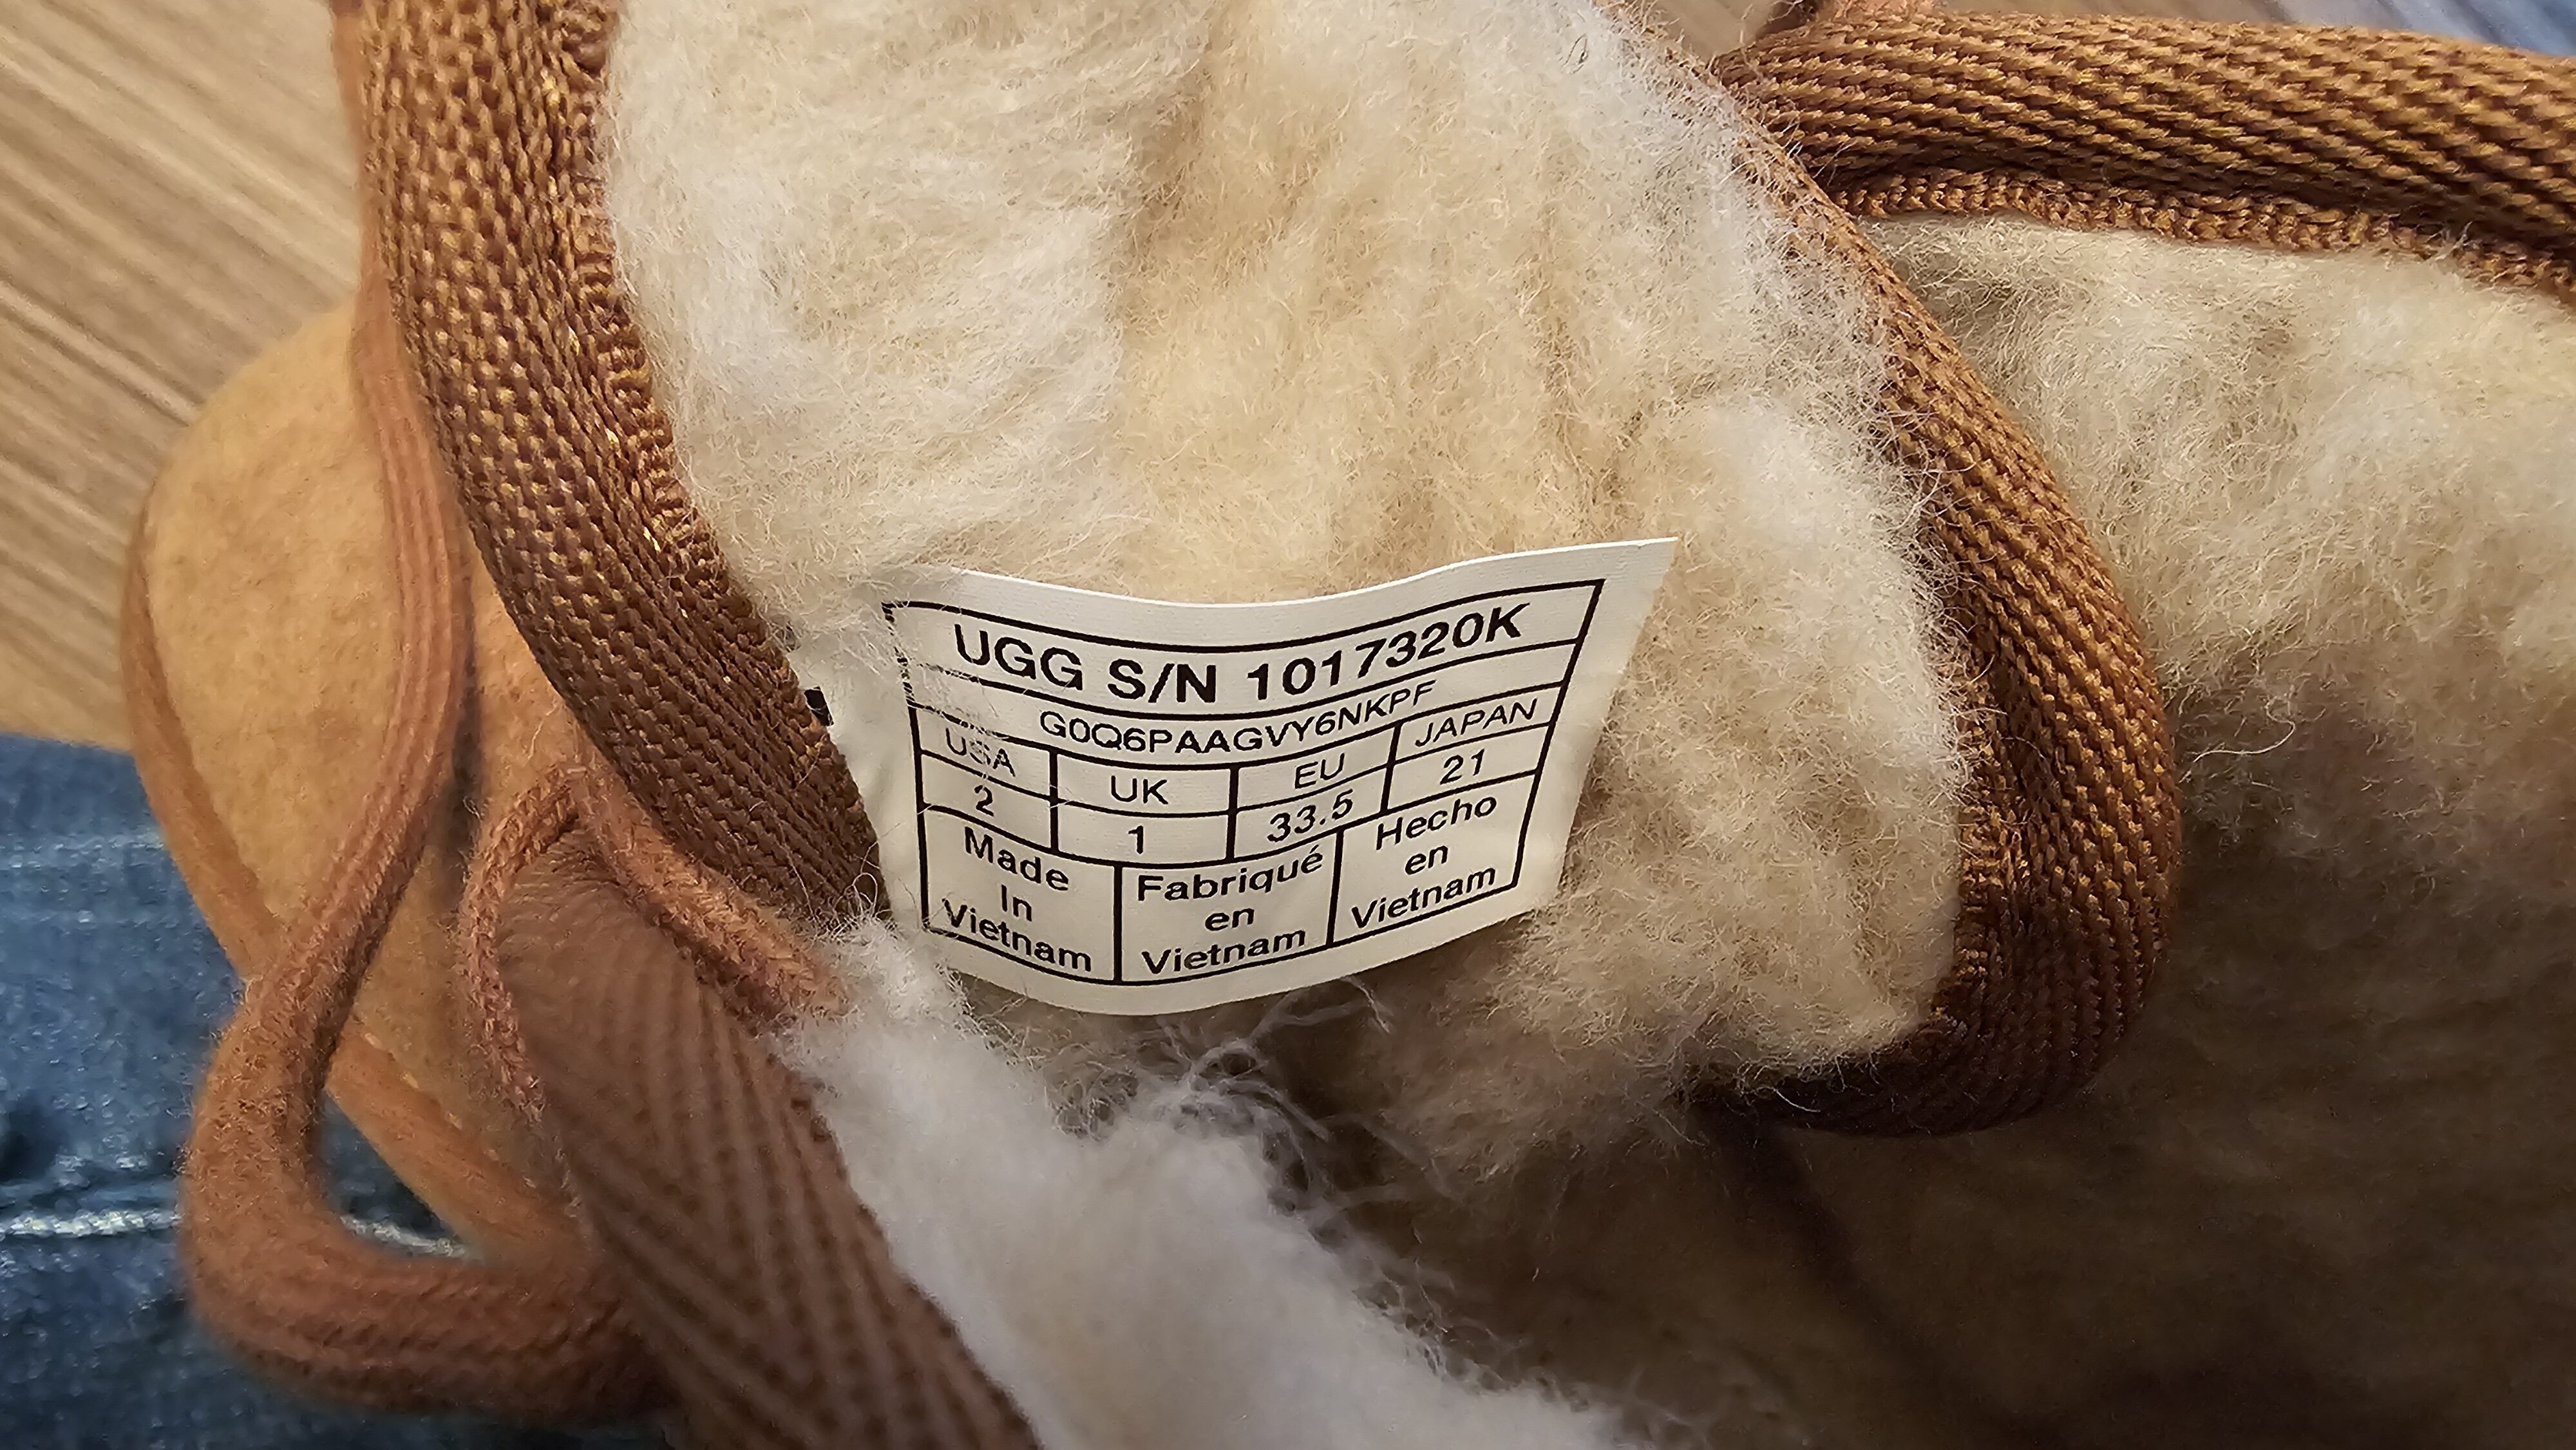 UGG S/N 1017320K
G0Q6PAAGVY6NKPF
USA UK EU JAPAN
2 1 33.5 21
Made
In
Vietnam
Fabriqué
en
Vietnam
Hecho
en
Vietnam